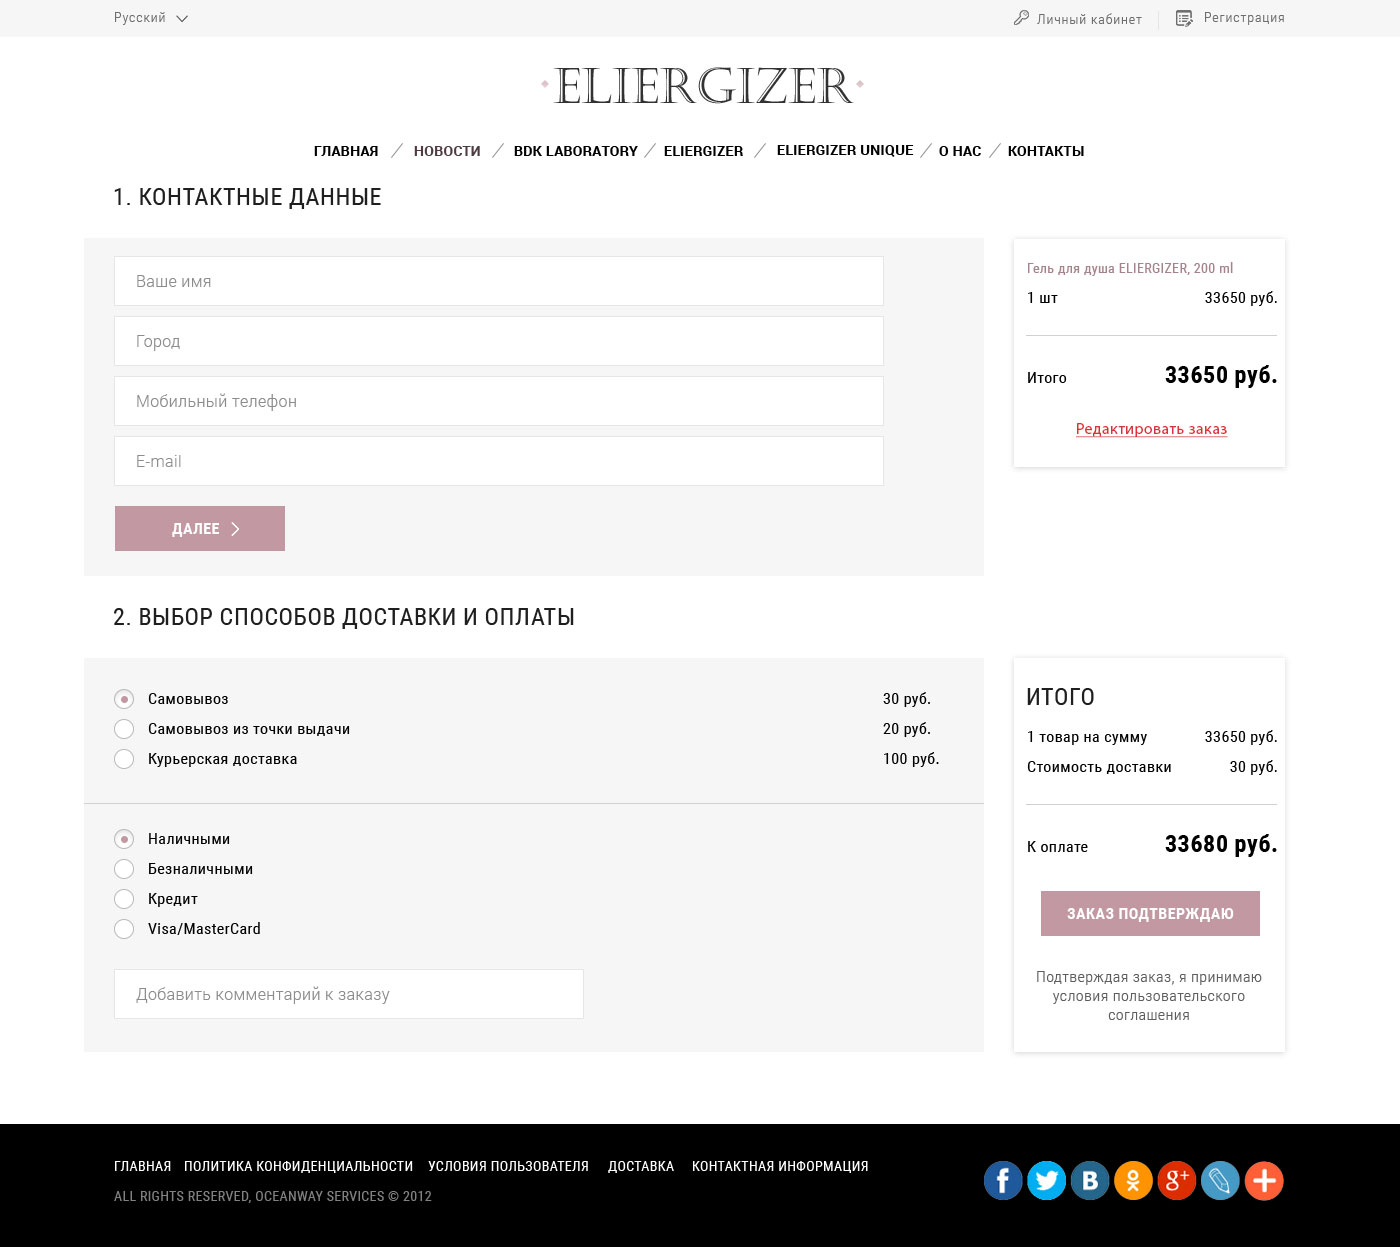 Русский
Личный кабинет
Регистрация
ELIERGIZER
ГЛАВНАЯ / НОВОСТИ / BDK LABORATORY / ELIERGIZER / ELIERGIZER UNIQUE / О НАС / КОНТАКТЫ
1. КОНТАКТНЫЕ ДАННЫЕ
Ваше имя
Город
Мобильный телефон
E-mail
ДАЛЕЕ
Гель для душа ELIERGIZER, 200 ml
1 шт 33650 руб.
Итого 33650 руб.
Редактировать заказ
2. ВЫБОР СПОСОБОВ ДОСТАВКИ И ОПЛАТЫ
Самовывоз 30 руб.
Самовывоз из точки выдачи 20 руб.
Курьерская доставка 100 руб.
Наличными
Безналичными
Кредит
Visa/MasterCard
Добавить комментарий к заказу
ИТОГО
1 товар на сумму 33650 руб.
Стоимость доставки 30 руб.
К оплате 33680 руб.
ЗАКАЗ ПОДТВЕРЖДАЮ
Подтверждая заказ, я принимаю
условия пользовательского
соглашения
ГЛАВНАЯ ПОЛИТИКА КОНФИДЕНЦИАЛЬНОСТИ УСЛОВИЯ ПОЛЬЗОВАТЕЛЯ ДОСТАВКА КОНТАКТНАЯ ИНФОРМАЦИЯ
ALL RIGHTS RESERVED, OCEANWAY SERVICES © 2012
f B g+